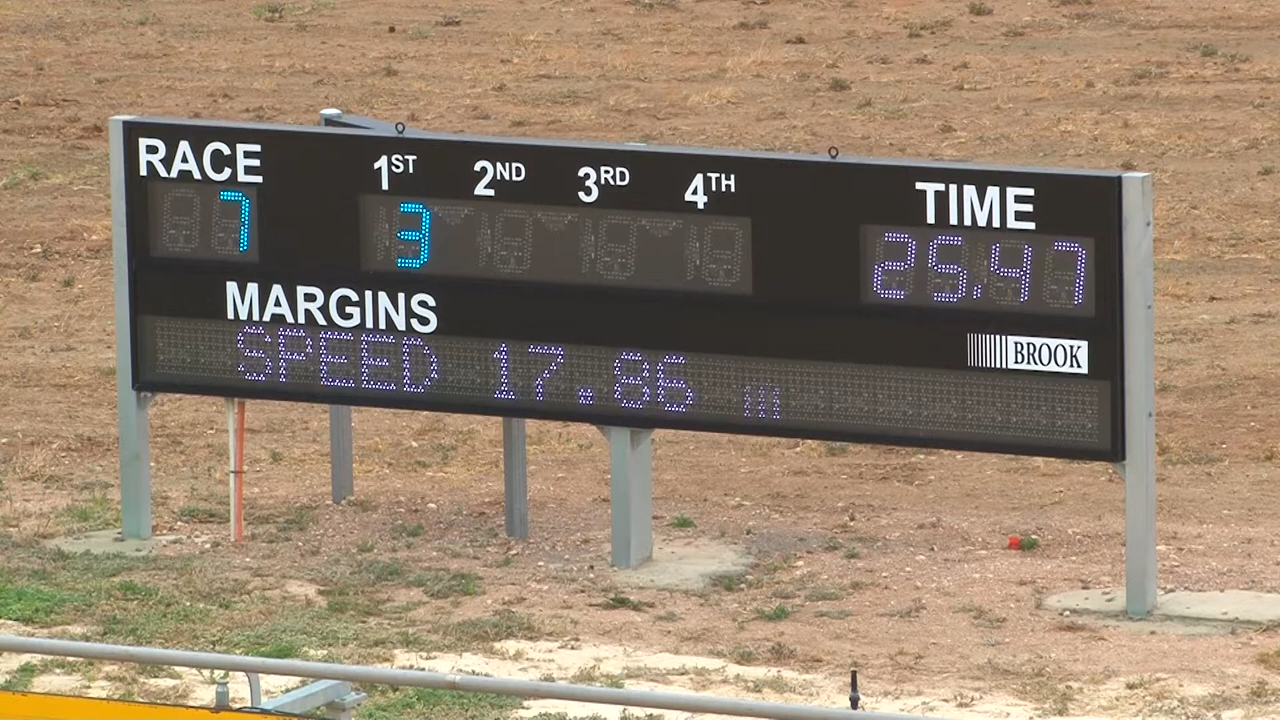 RACE 1ST 2ND 3RD 4TH TIME
7 3 25.47
MARGINS
BROOK
SPEED 17.86